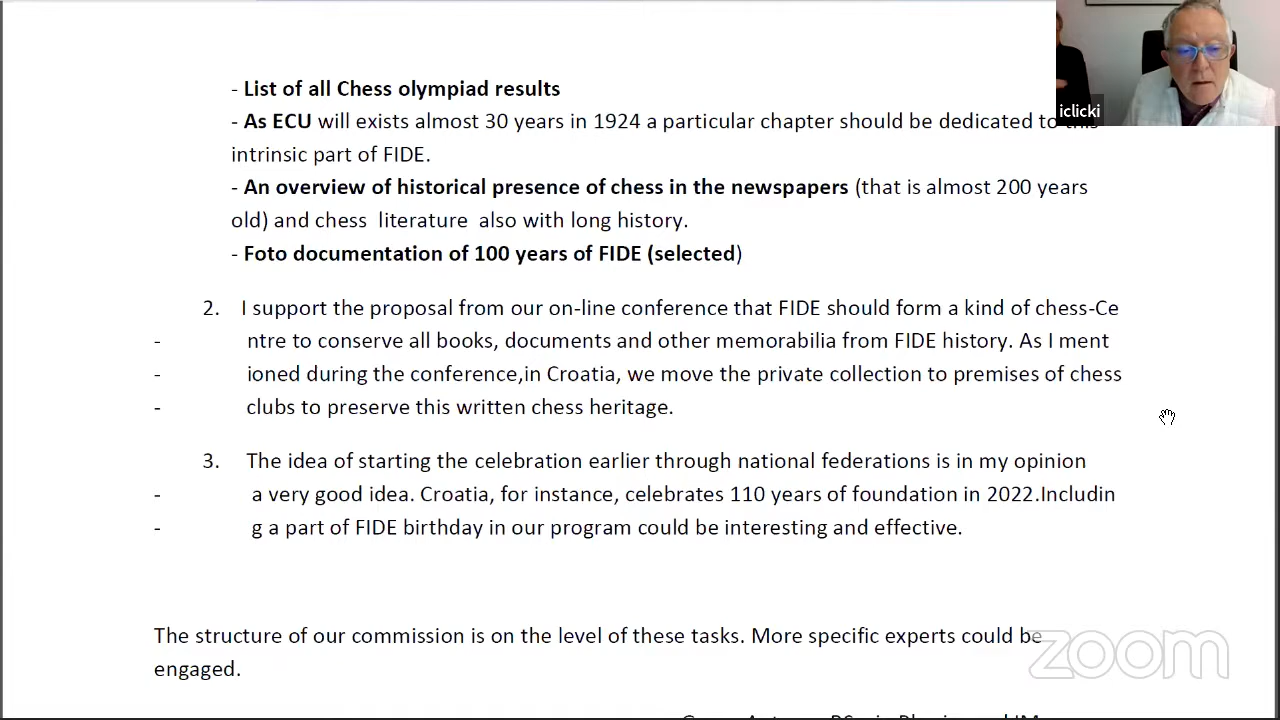 - List of all Chess olympiad results
- As ECU will exists almost 30 years in 1924 a particular chapter should be dedicated to this
intrinsic part of FIDE.
- An overview of historical presence of chess in the newspapers (that is almost 200 years
old) and chess literature also with long history.
- Foto documentation of 100 years of FIDE (selected)
2. I support the proposal from our on-line conference that FIDE should form a kind of chess-Ce
- ntre to conserve all books, documents and other memorabilia from FIDE history. As I ment
- ioned during the conference,in Croatia, we move the private collection to premises of chess
- clubs to preserve this written chess heritage.
3. The idea of starting the celebration earlier through national federations is in my opinion
- a very good idea. Croatia, for instance, celebrates 110 years of foundation in 2022.Includin
- g a part of FIDE birthday in our program could be interesting and effective.
The structure of our commission is on the level of these tasks. More specific experts could be
engaged.
iclicki
zoom